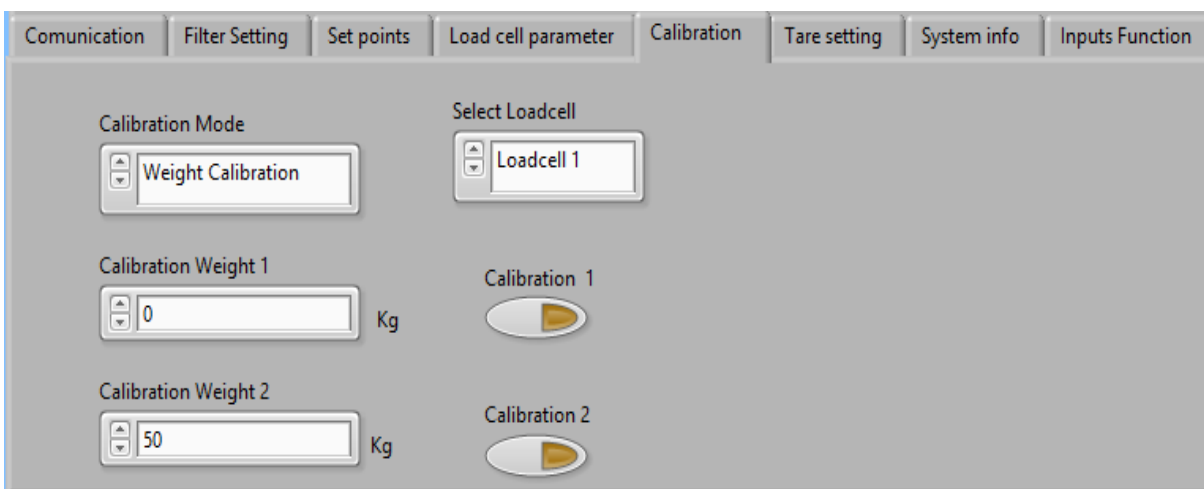 Comunication Filter Setting Set points Load cell parameter Calibration Tare setting System info Inputs Function
Calibration Mode Select Loadcell
Weight Calibration Loadcell 1
Calibration Weight 1 Calibration 1
0 Kg
Calibration Weight 2 Calibration 2
50 Kg